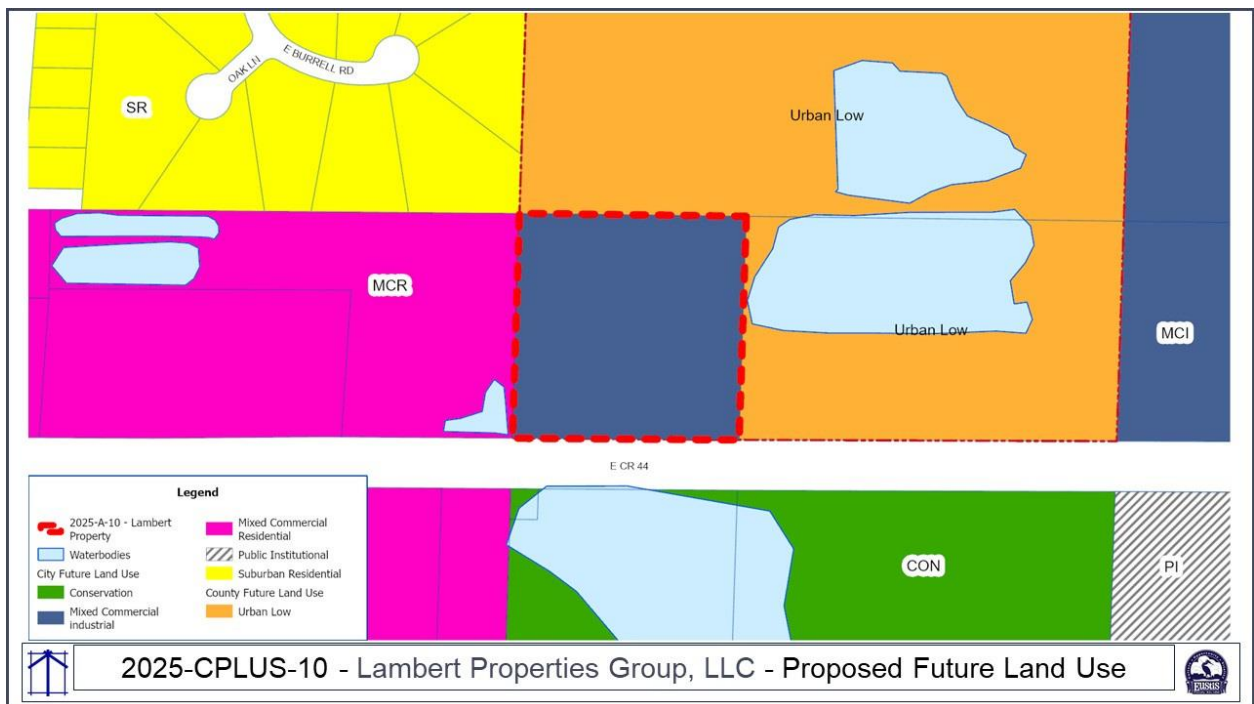 OAK LN
E BURRELL RD
SR
Urban Low
MCR
Urban Low
MCI
E CR 44
CON
PI
Legend
2025-A-10 - Lambert
Property
Waterbodies
City Future Land Use
Conservation
Mixed Commercial
industrial
Mixed Commercial
Residential
Public Institutional
Suburban Residential
County Future Land Use
Urban Low
2025-CPLUS-10 - Lambert Properties Group, LLC - Proposed Future Land Use